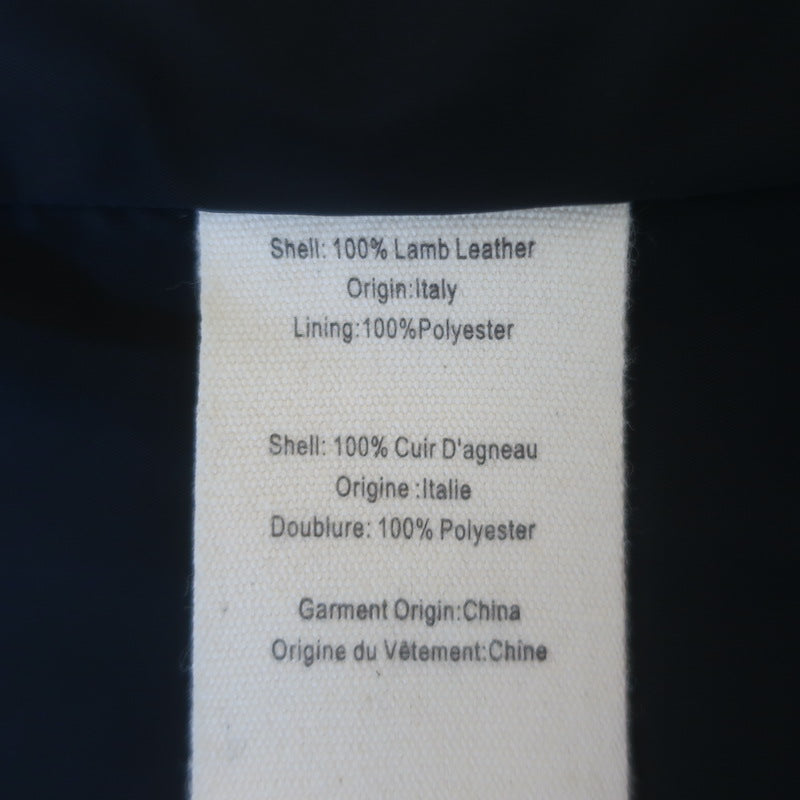 Shell: 100% Lamb Leather
Origin:Italy
Lining:100%Polyester
Shell: 100% Cuir D'agneau
Origine :Italie
Doublure: 100% Polyester
Garment Origin:China
Origine du Vêtement:Chine